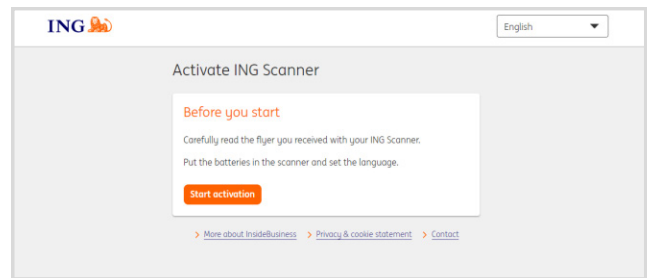 ING
English
Activate ING Scanner
Before you start
Carefully read the flyer you received with your ING Scanner.
Put the batteries in the scanner and set the language.
Start activation
More about InsideBusiness Privacy & cookie statement Contact